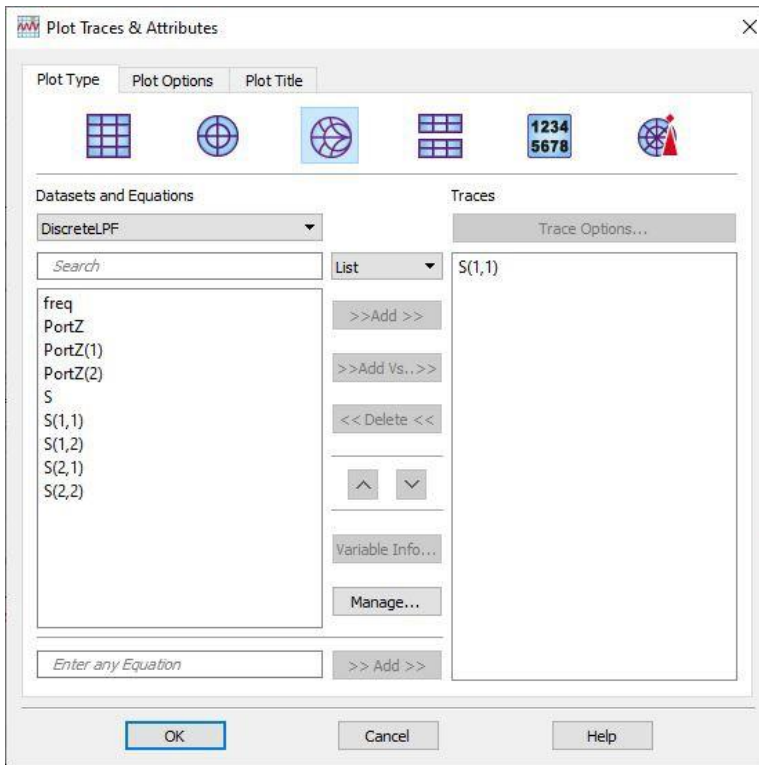 Plot Traces & Attributes
Plot Type
Plot Options
Plot Title
1234
5678
Datasets and Equations
Traces
DiscreteLPF
Trace Options...
Search
List
S(1,1)
freq
PortZ
PortZ(1)
PortZ(2)
S
S(1,1)
S(1,2)
S(2,1)
S(2,2)
>>Add >>
>>Add Vs..>>
<< Delete <<
Variable Info...
Manage...
Enter any Equation
>> Add >>
OK
Cancel
Help